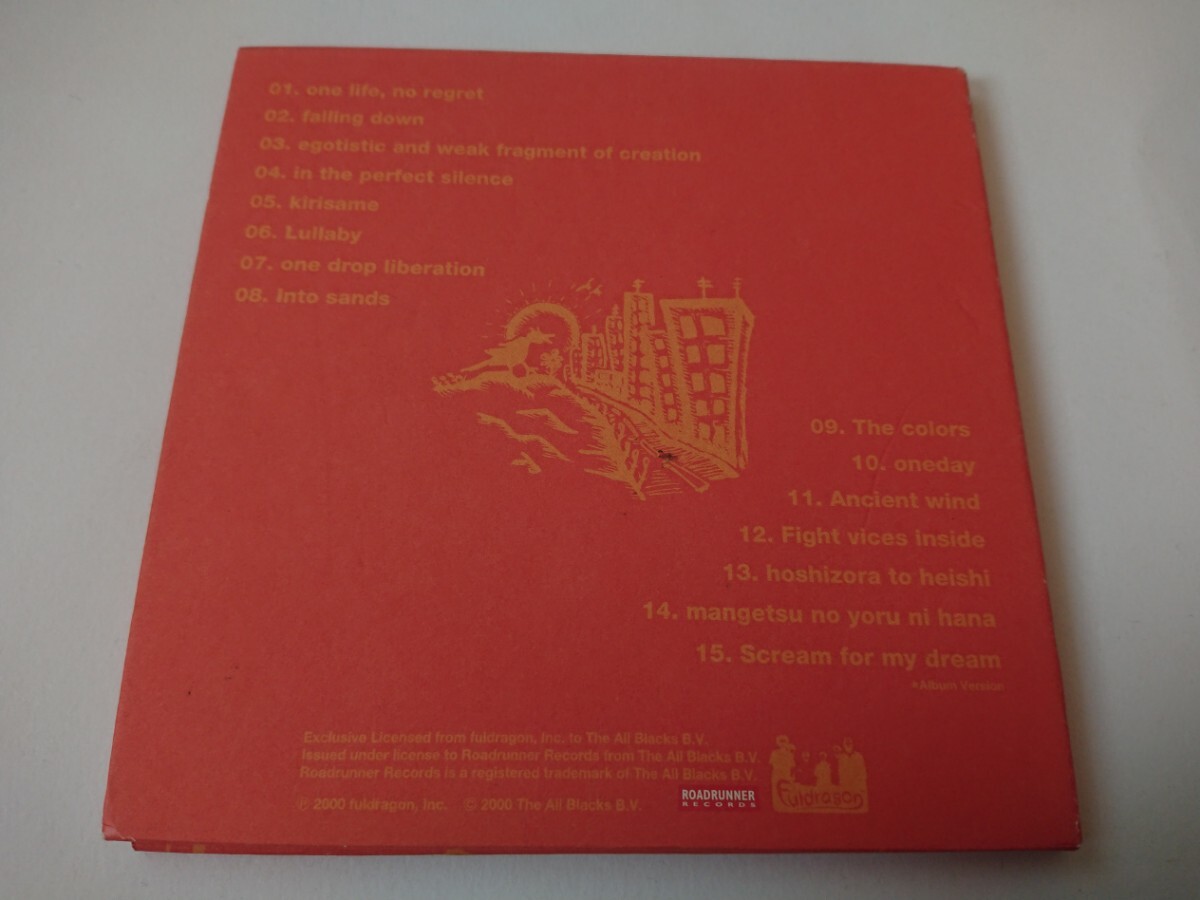 01. one life, no regret
02. falling down
03. egotistic and weak fragment of creation
04. in the perfect silence
05. kirisame
06. Lullaby
07. one drop liberation
08. Into sands
09. The colors
10. oneday
11. Ancient wind
12. Fight vices inside
13. hoshizora to heishi
14. mangetsu no yoru ni hana
15. Scream for my dream
*Album Version
Exclusive Licensed from fuldragon, Inc. to The All Blacks B.V.
Issued under license to Roadrunner Records from The All Blacks B.V.
Roadrunner Records is a registered trademark of The All Blacks B.V.
℗ 2000 fuldragon, Inc. © 2000 The All Blacks B.V.
ROADRUNNER
RECORDS
Fuldragon